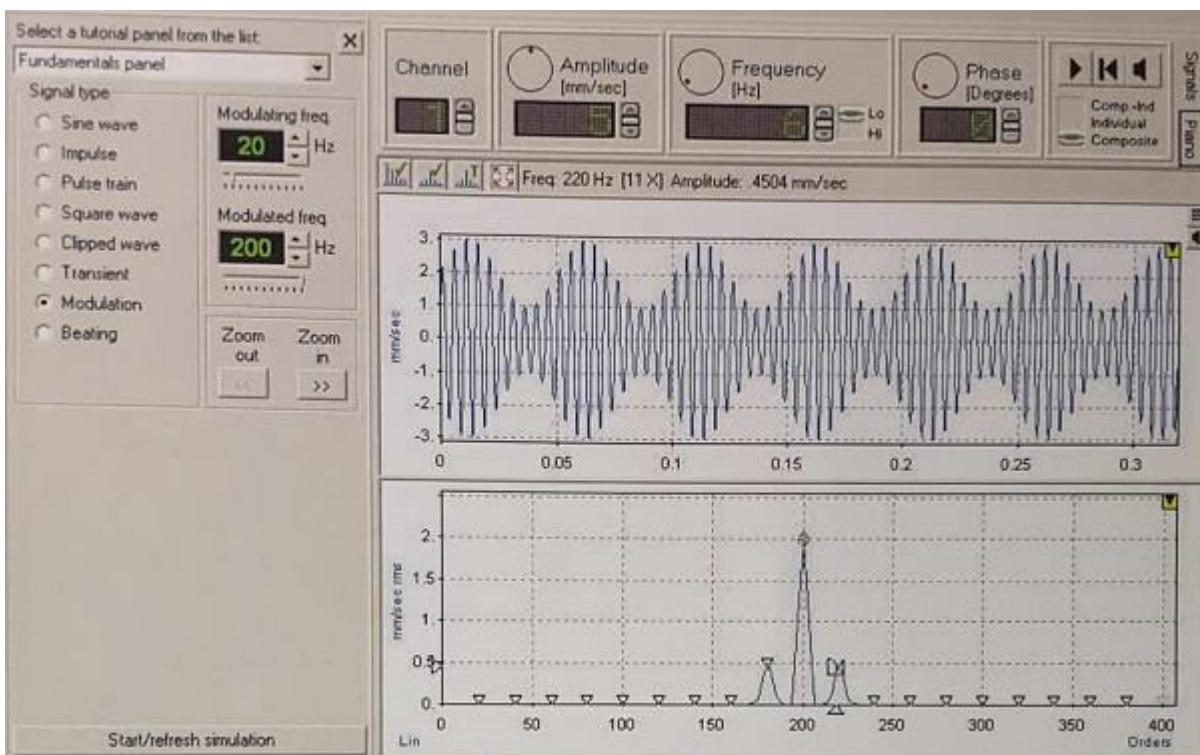 Select a tutorial panel from the list:
Fundamentals panel
Signal type
Sine wave
Impulse
Pulse train
Square wave
Clipped wave
Transient
Modulation
Beating
Modulating freq
20 Hz
Modulated freq
200 Hz
Zoom out
Zoom in
<<
>>
Start/refresh simulation
Channel
Amplitude
[mm/sec]
Frequency
[Hz]
Lo
Hi
Phase
[Degrees]
Comp.-Ind
Individual
Composite
Signals
Piano
Freq: 220 Hz [11 X] Amplitude: .4504 mm/sec
mm/sec
3.
2.
1.
0.
-1.
-2.
-3.
0 0.05 0.1 0.15 0.2 0.25 0.3
mm/sec rms
2.
1.5
1.
0.5
0.
0 50 100 150 200 250 300 350 400
Lin Orders